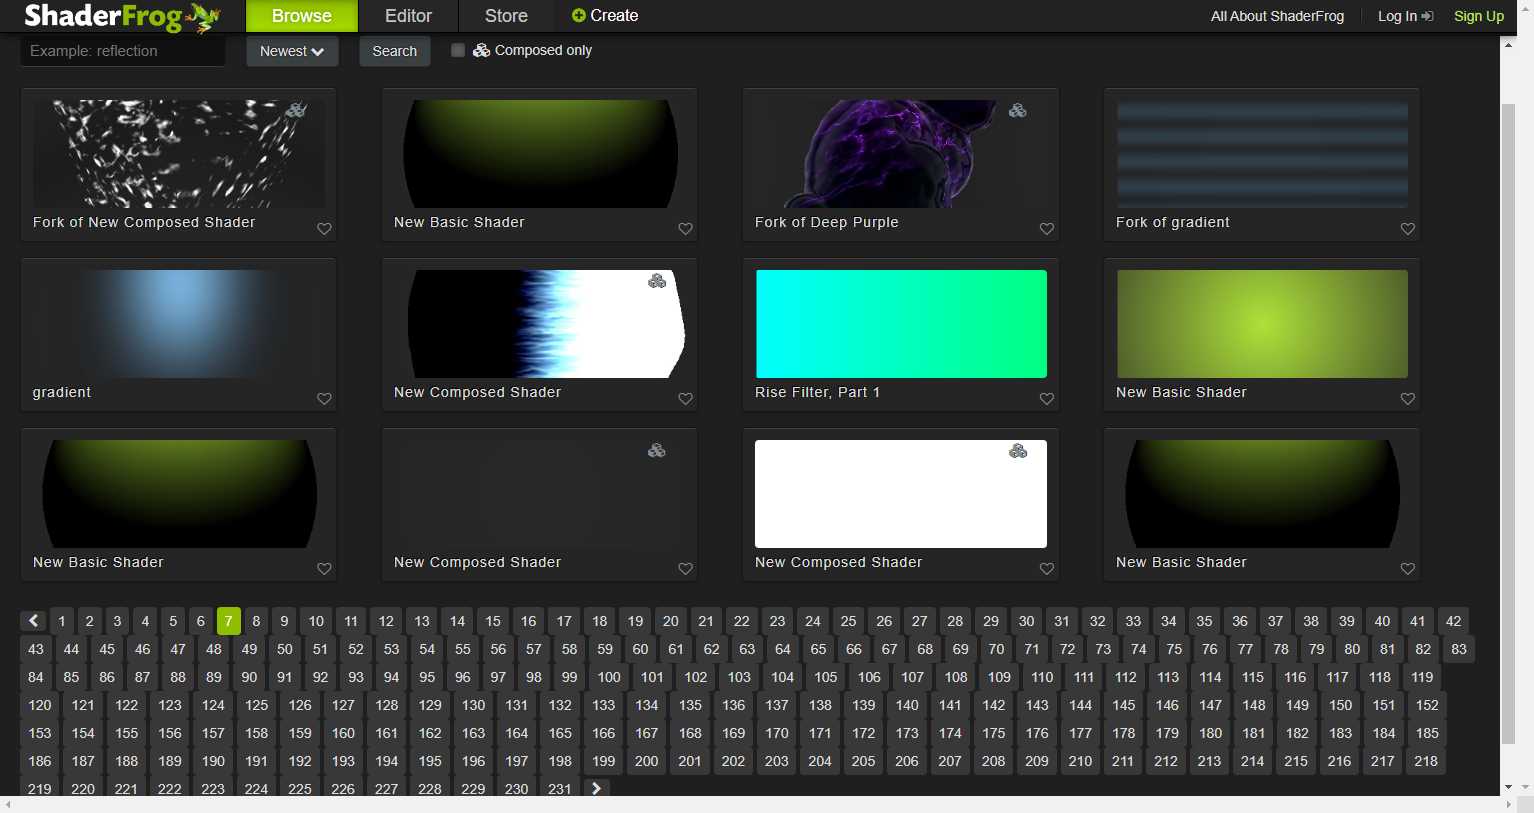 ShaderFrog Browse Editor Store Create All About ShaderFrog Log In Sign Up
Example: reflection Newest Search Composed only
Fork of New Composed Shader New Basic Shader Fork of Deep Purple Fork of gradient
gradient New Composed Shader Rise Filter, Part 1 New Basic Shader
New Basic Shader New Composed Shader New Composed Shader New Basic Shader
1 2 3 4 5 6 7 8 9 10 11 12 13 14 15 16 17 18 19 20 21 22 23 24 25 26 27 28 29 30 31 32 33 34 35 36 37 38 39 40 41 42
43 44 45 46 47 48 49 50 51 52 53 54 55 56 57 58 59 60 61 62 63 64 65 66 67 68 69 70 71 72 73 74 75 76 77 78 79 80 81 82 83
84 85 86 87 88 89 90 91 92 93 94 95 96 97 98 99 100 101 102 103 104 105 106 107 108 109 110 111 112 113 114 115 116 117 118 119
120 121 122 123 124 125 126 127 128 129 130 131 132 133 134 135 136 137 138 139 140 141 142 143 144 145 146 147 148 149 150 151 152
153 154 155 156 157 158 159 160 161 162 163 164 165 166 167 168 169 170 171 172 173 174 175 176 177 178 179 180 181 182 183 184 185
186 187 188 189 190 191 192 193 194 195 196 197 198 199 200 201 202 203 204 205 206 207 208 209 210 211 212 213 214 215 216 217 218
219 220 221 222 223 224 225 226 227 228 229 230 231